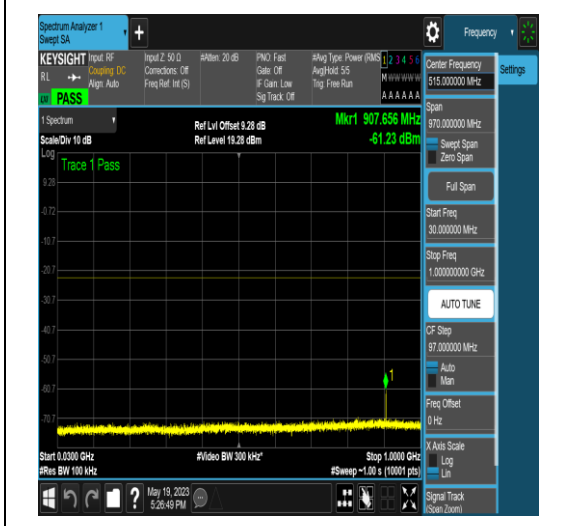 Spectrum Analyzer 1
Swept SA
+
Frequency
KEYSIGHT
RL
PASS
Input: RF
Coupling: DC
Align: Auto
Input Z: 50 Ω
Corrections: Off
Freq Ref: Int (S)
#Atten: 20 dB
PNO: Fast
Gate: Off
IF Gain: Low
Sig Track: Off
#Avg Type: Power (RMS
Avg|Hold: 5/5
Trig: Free Run
1 2 3 4 5 6
M W W W W W
A A A A A A
Settings
1 Spectrum
Scale/Div 10 dB
Ref Lvl Offset 9.28 dB
Ref Level 19.28 dBm
Mkr1 907.656 MHz
-61.23 dBm
Log
Trace 1 Pass
9.28
-0.72
-10.7
-20.7
-30.7
-40.7
-50.7
-60.7
-70.7
1
Start 0.0300 GHz
#Res BW 100 kHz
#Video BW 300 kHz*
Stop 1.0000 GHz
#Sweep ~1.00 s (10001 pts)
?
May 19, 2023
5:26:49 PM
Center Frequency
515.000000 MHz
Span
970.000000 MHz
Swept Span
Zero Span
Full Span
Start Freq
30.000000 MHz
Stop Freq
1.000000000 GHz
AUTO TUNE
CF Step
97.000000 MHz
Auto
Man
Freq Offset
0 Hz
X Axis Scale
Log
Lin
Signal Track
(Span Zoom)